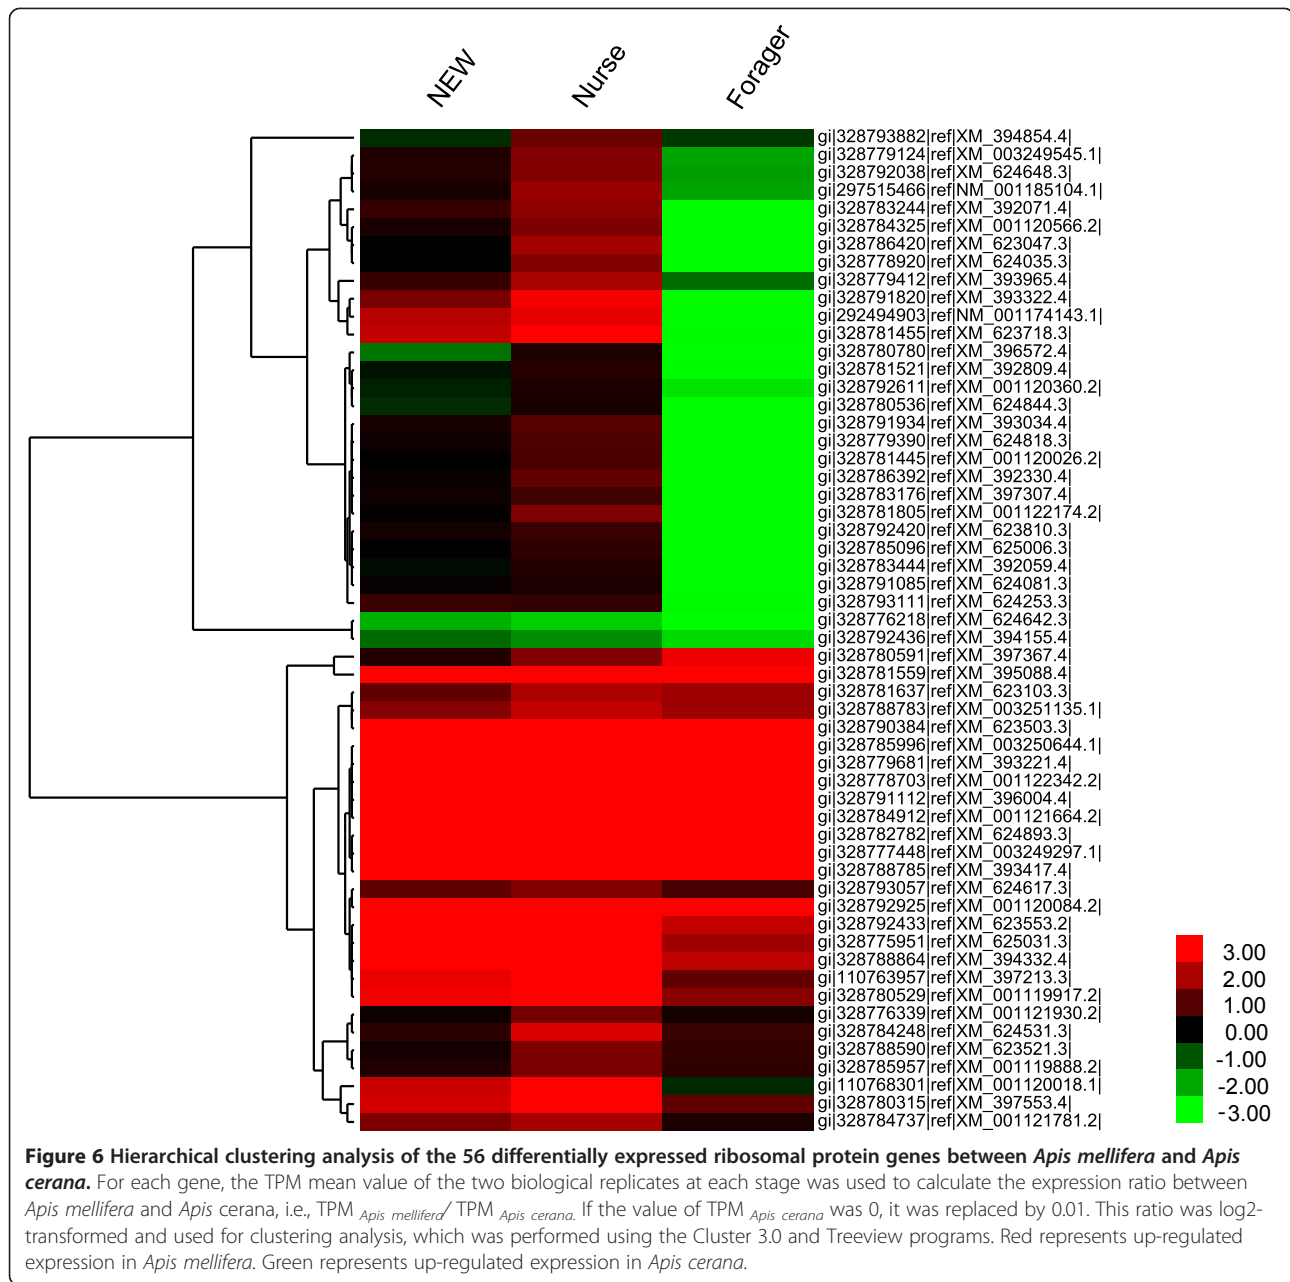 NEW Nurse Forager
gi|328793882|ref|XM_394854.4|
gi|328779124|ref|XM_003249545.1|
gi|328792038|ref|XM_624648.3|
gi|297515466|ref|NM_001185104.1|
gi|328783244|ref|XM_392071.4|
gi|328784325|ref|XM_001120566.2|
gi|328786420|ref|XM_623047.3|
gi|328778920|ref|XM_624035.3|
gi|328779412|ref|XM_393965.4|
gi|328791820|ref|XM_393322.4|
gi|292494903|ref|NM_001174143.1|
gi|328781455|ref|XM_623718.3|
gi|328780780|ref|XM_396572.4|
gi|328781521|ref|XM_392809.4|
gi|328792611|ref|XM_001120360.2|
gi|328780536|ref|XM_624844.3|
gi|328791934|ref|XM_393034.4|
gi|328779390|ref|XM_624818.3|
gi|328781445|ref|XM_001120026.2|
gi|328786392|ref|XM_392330.4|
gi|328783176|ref|XM_397307.4|
gi|328781805|ref|XM_001122174.2|
gi|328792420|ref|XM_623810.3|
gi|328785096|ref|XM_625006.3|
gi|328783444|ref|XM_392059.4|
gi|328791085|ref|XM_624081.3|
gi|328793111|ref|XM_624253.3|
gi|328776218|ref|XM_624642.3|
gi|328792436|ref|XM_394155.4|
gi|328780591|ref|XM_397367.4|
gi|328781559|ref|XM_395088.4|
gi|328781637|ref|XM_623103.3|
gi|328788783|ref|XM_003251135.1|
gi|328790384|ref|XM_623503.3|
gi|328785996|ref|XM_003250644.1|
gi|328779681|ref|XM_393221.4|
gi|328778703|ref|XM_001122342.2|
gi|328791112|ref|XM_396004.4|
gi|328784912|ref|XM_001121664.2|
gi|328782782|ref|XM_624893.3|
gi|328777448|ref|XM_003249297.1|
gi|328788785|ref|XM_393417.4|
gi|328793057|ref|XM_624617.3|
gi|328792925|ref|XM_001120084.2|
gi|328792433|ref|XM_623553.2|
gi|328775951|ref|XM_625031.3|
gi|328788864|ref|XM_394332.4|
gi|110763957|ref|XM_397213.3|
gi|328780529|ref|XM_001119917.2|
gi|328776339|ref|XM_001121930.2|
gi|328784248|ref|XM_624531.3|
gi|328788590|ref|XM_623521.3|
gi|328785957|ref|XM_001119888.2|
gi|110768301|ref|XM_001120018.1|
gi|328780315|ref|XM_397553.4|
gi|328784737|ref|XM_001121781.2|
3.00
2.00
1.00
0.00
-1.00
-2.00
-3.00
Figure 6 Hierarchical clustering analysis of the 56 differentially expressed ribosomal protein genes between Apis mellifera and Apis
cerana. For each gene, the TPM mean value of the two biological replicates at each stage was used to calculate the expression ratio between
Apis mellifera and Apis cerana, i.e., TPM Apis mellifera/ TPM Apis cerana. If the value of TPM Apis cerana was 0, it was replaced by 0.01. This ratio was log2-
transformed and used for clustering analysis, which was performed using the Cluster 3.0 and Treeview programs. Red represents up-regulated
expression in Apis mellifera. Green represents up-regulated expression in Apis cerana.